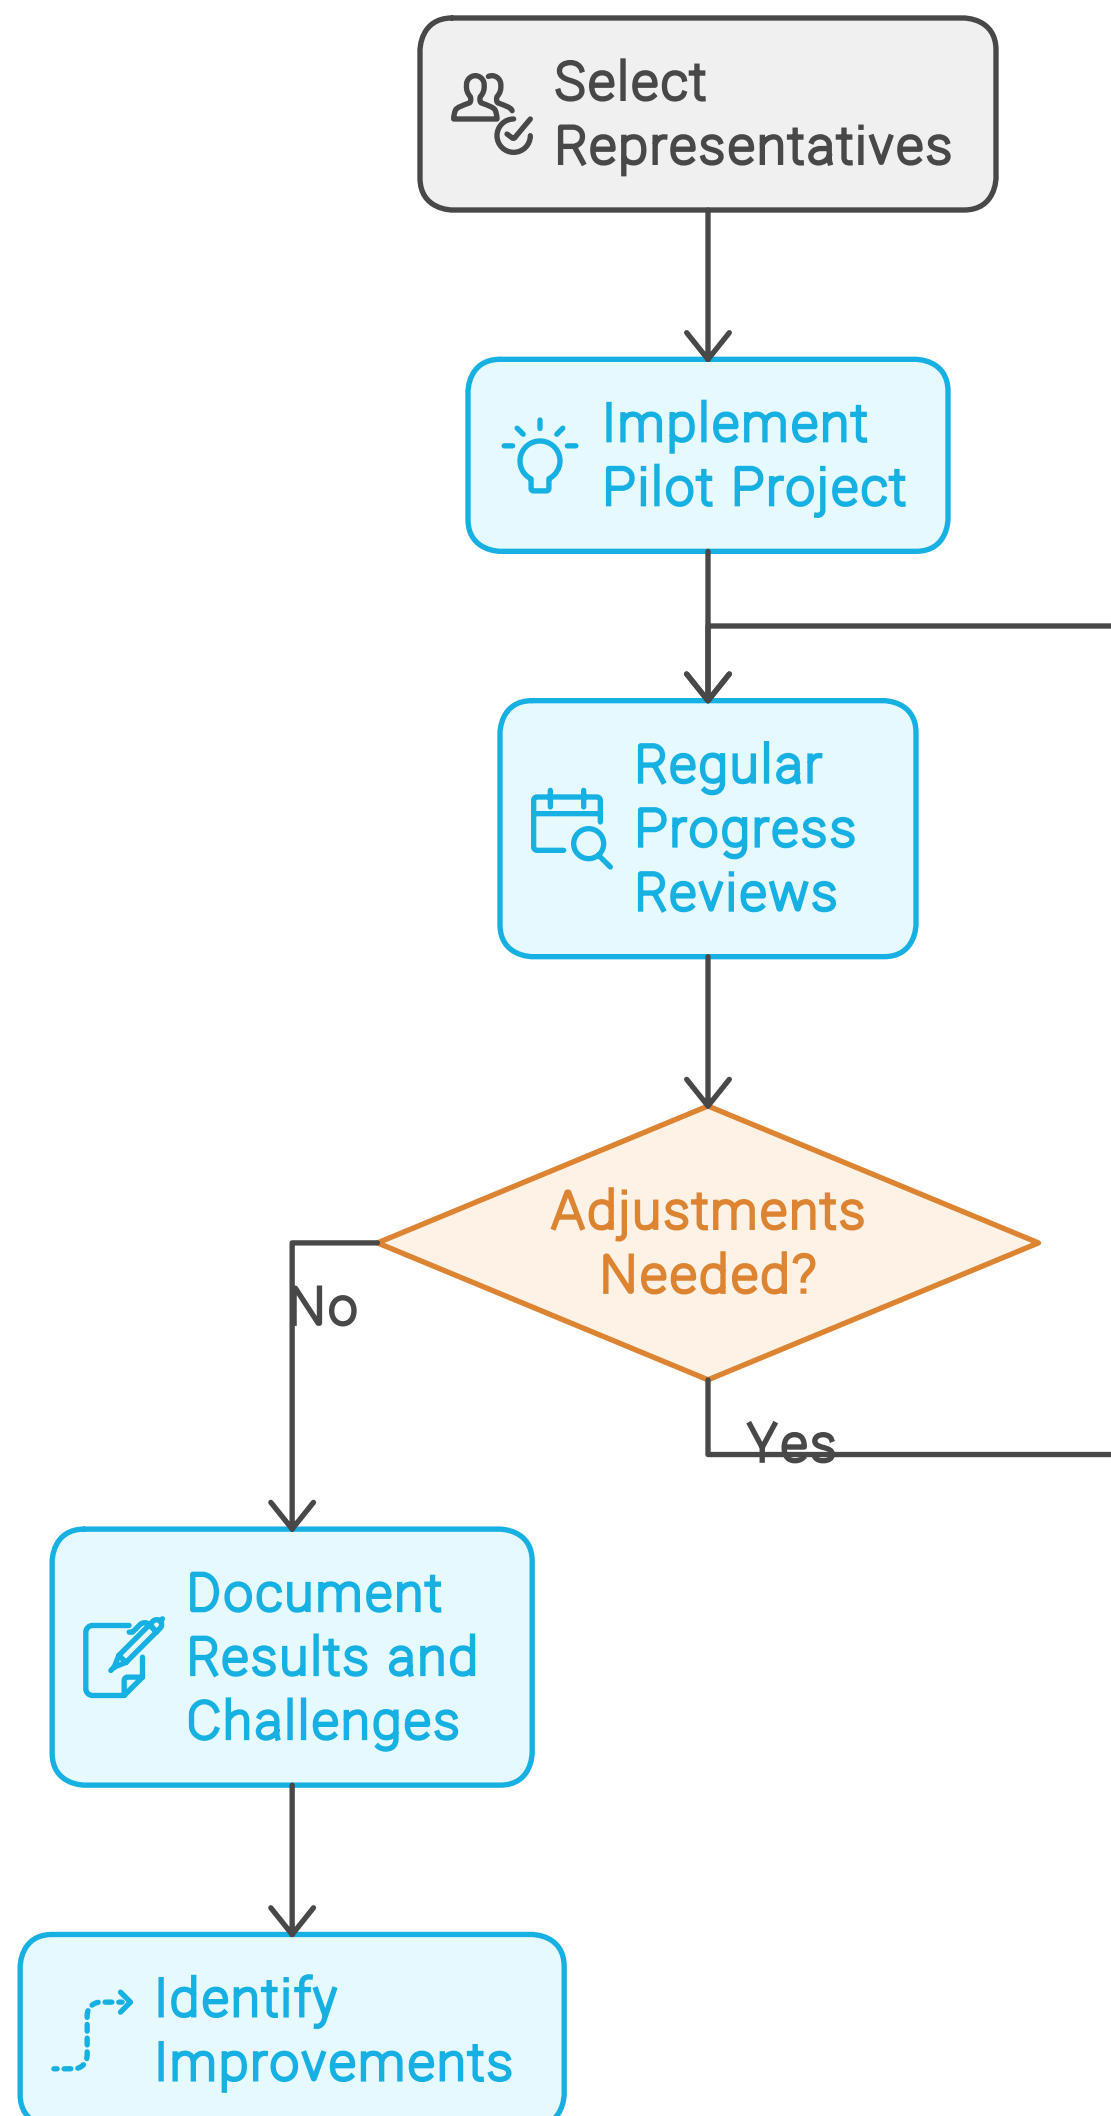 Select
Representatives
Implement
Pilot Project
Regular
Progress
Reviews
Adjustments
Needed?
No
Yes
Document
Results and
Challenges
Identify
Improvements